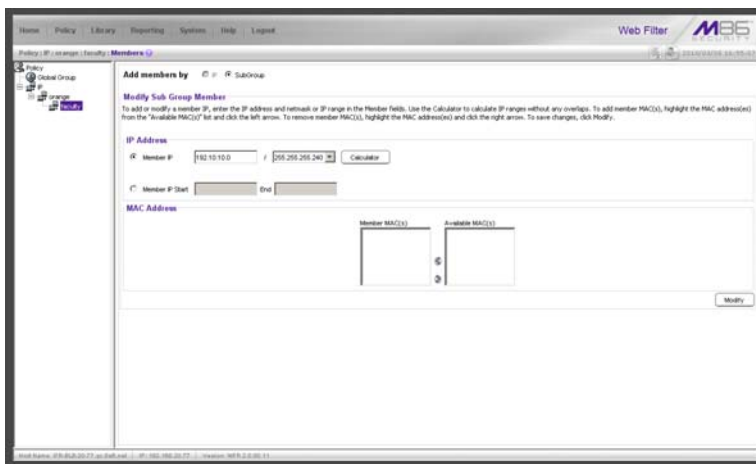 Home Policy Library Reporting System Help Logout
Web Filter
M86
SECURITY
Policy : IP : orange : faculty : Members
Policy
Global Group
IP
orange
faculty
Add members by IP SubGroup
Modify Sub Group Member
To add or modify a member IP, enter the IP address and netmask or IP range in the Member fields. Use the Calculator to calculate IP ranges without any overlaps. To add member MAC(s), highlight the MAC address(es)
from the "Available MAC(s)" list and click the left arrow. To remove member MAC(s), highlight the MAC address(es) and click the right arrow. To save changes, click Modify.
IP Address
Member IP 192.10.10.0 / 255.255.255.240 Calculator
Member IP Start End
MAC Address
Member MAC(s) Available MAC(s)
Modify
IP: 192.168.20.77